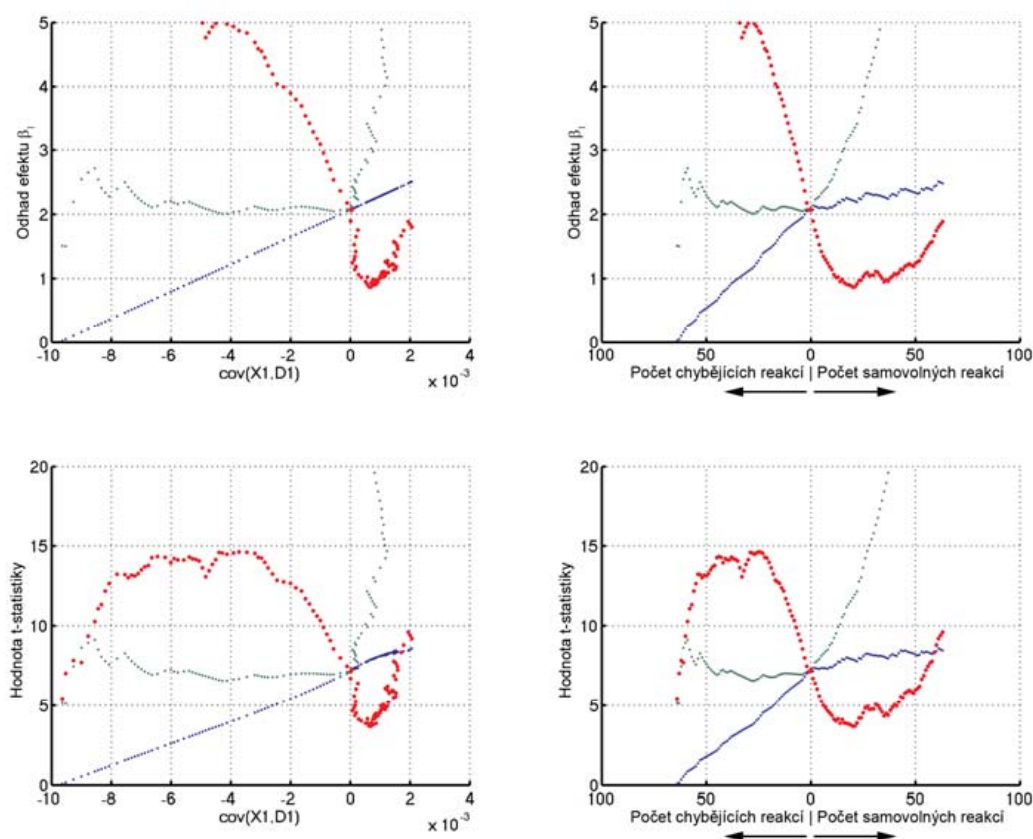 5
4
3
2
1
0
Odhad efektu β₁
-10 -8 -6 -4 -2 0 2 4
cov(X1,D1)
x 10⁻³
5
4
3
2
1
0
Odhad efektu β₁
100 50 0 50 100
Počet chybějících reakcí | Počet samovolných reakcí
20
15
10
5
0
Hodnota t-statistiky
-10 -8 -6 -4 -2 0 2 4
cov(X1,D1)
x 10⁻³
20
15
10
5
0
Hodnota t-statistiky
100 50 0 50 100
Počet chybějících reakcí | Počet samovolných reakcí